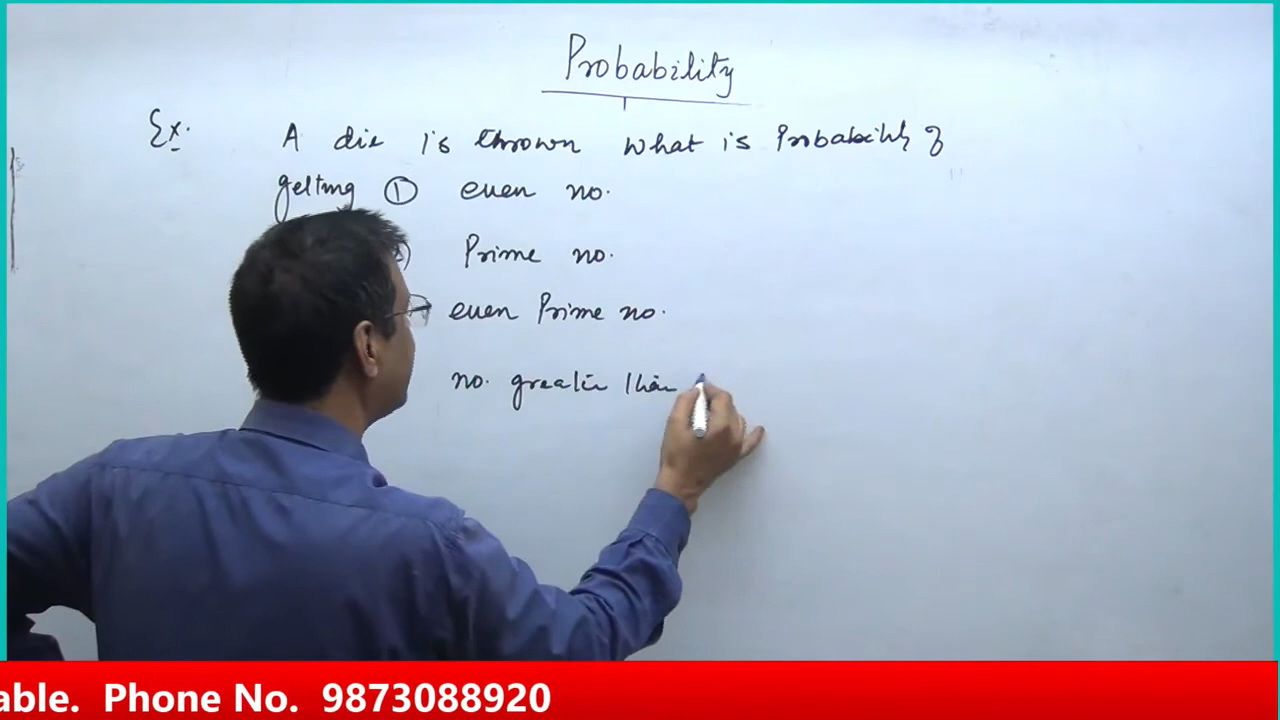 Probability
Ex. A die is thrown what is Probability of
getting ① even no.
Prime no.
even Prime no.
no. greater than
able. Phone No. 9873088920